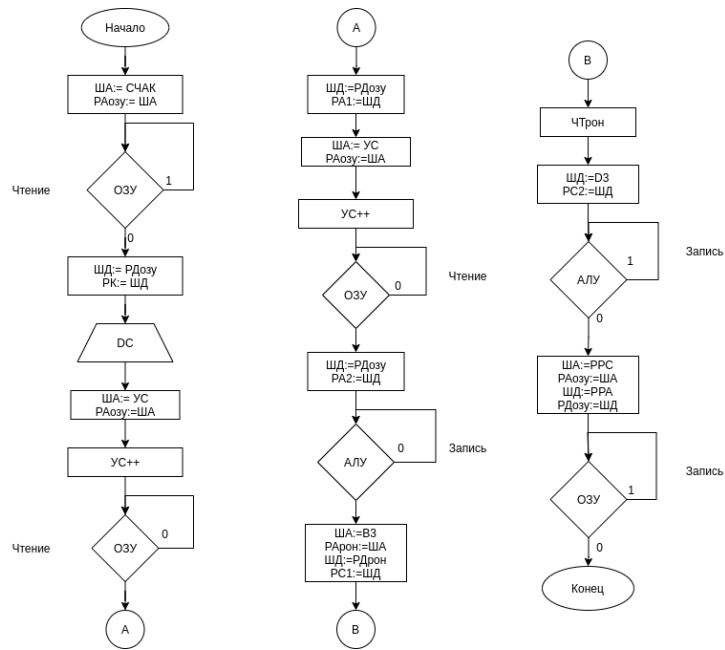 Начало
ША:= СЧАК
РАозу:= ША
Чтение
ОЗУ
1
0
ШД:= РДозу
РК:= ШД
DC
ША:= УС
РАозу:=ША
УС++
Чтение
ОЗУ
0
А
А
ШД:=РДозу
РА1:=ШД
ША:= УС
РАозу:=ША
УС++
ОЗУ
0
Чтение
ШД:=РДозу
РА2:=ШД
АЛУ
0
Запись
ША:=В3
РАрон:=ША
ШД:=РДрон
РС1:=ШД
В
В
ЧТрон
ШД:=D3
РС2:=ШД
АЛУ
1
0
Запись
ША:=РРС
РАозу:=ША
ШД:=РРА
РДозу:=ШД
ОЗУ
1
0
Запись
Конец